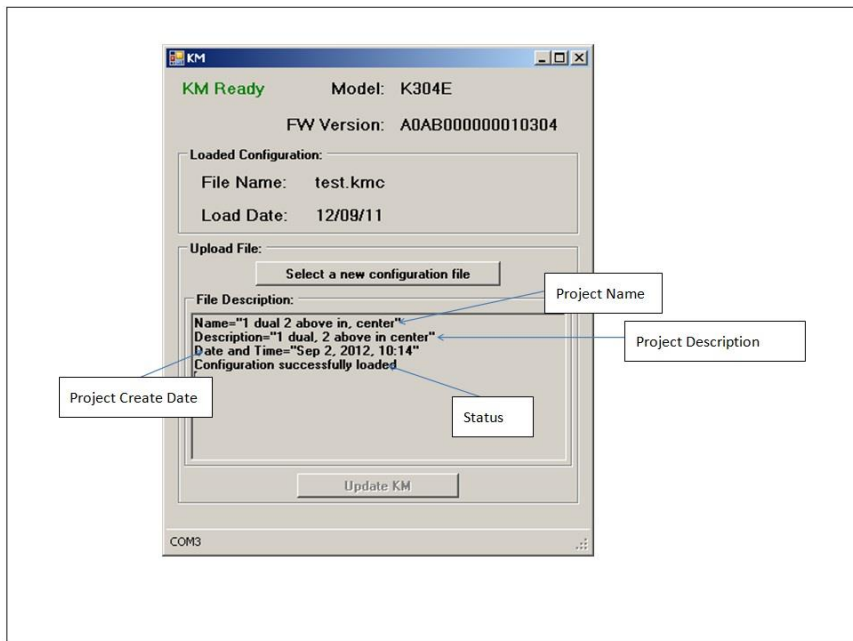 KM
KM Ready Model: K304E
FW Version: A0AB000000010304
Loaded Configuration:
File Name: test.kmc
Load Date: 12/09/11
Upload File:
Select a new configuration file
Project Name
File Description:
Name="1 dual 2 above in, center"
Description="1 dual, 2 above in center"
Project Description
Date and Time="Sep 2, 2012, 10:14"
Configuration successfully loaded
Project Create Date
Status
Update KM
COM3